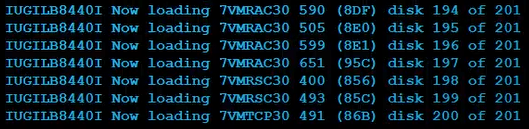 IUGILB8440I Now loading 7VMRAC30 590 (8DF) disk 194 of 201
IUGILB8440I Now loading 7VMRAC30 505 (8E0) disk 195 of 201
IUGILB8440I Now loading 7VMRAC30 599 (8E1) disk 196 of 201
IUGILB8440I Now loading 7VMRAC30 651 (95C) disk 197 of 201
IUGILB8440I Now loading 7VMRSC30 400 (856) disk 198 of 201
IUGILB8440I Now loading 7VMRSC30 493 (85C) disk 199 of 201
IUGILB8440I Now loading 7VMTCP30 491 (86B) disk 200 of 201